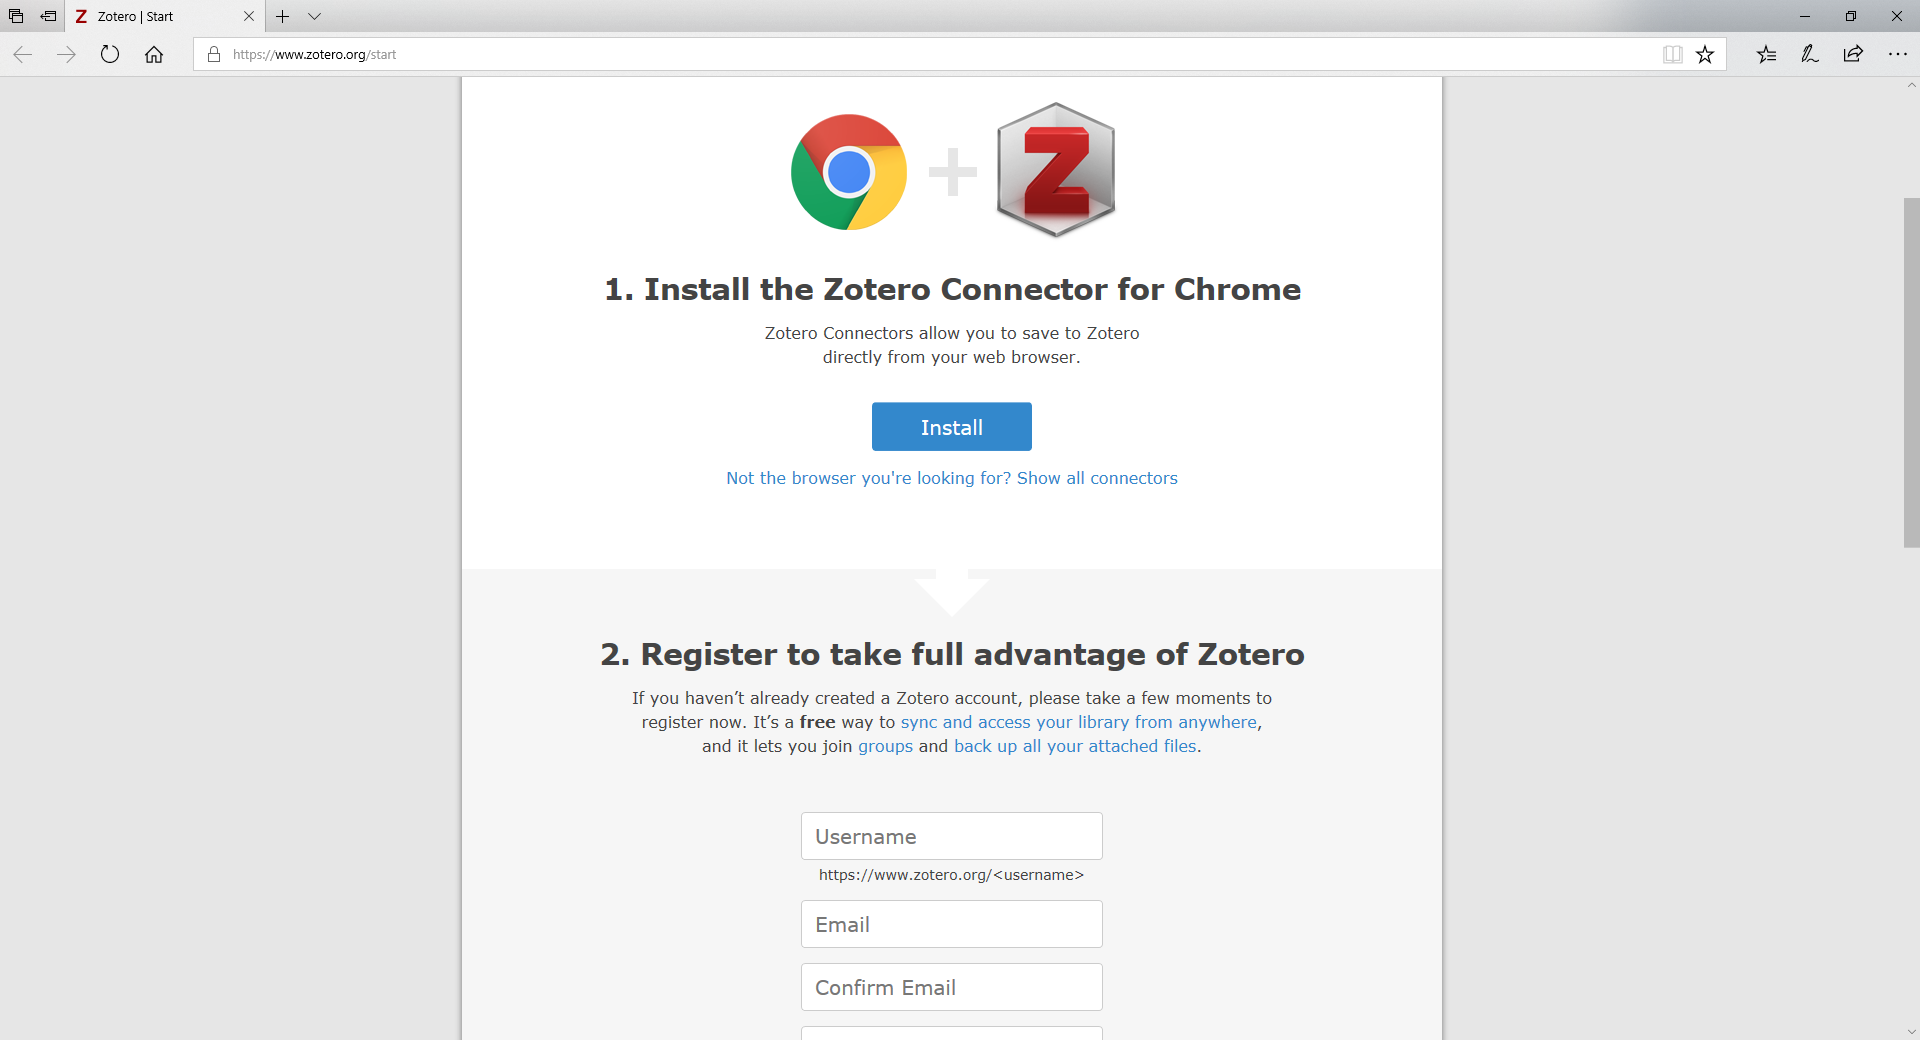 Zotero | Start
https://www.zotero.org/start
Z
1. Install the Zotero Connector for Chrome
Zotero Connectors allow you to save to Zotero
directly from your web browser.
Install
Not the browser you're looking for? Show all connectors
2. Register to take full advantage of Zotero
If you haven’t already created a Zotero account, please take a few moments to
register now. It’s a free way to sync and access your library from anywhere,
and it lets you join groups and back up all your attached files.
Username
https://www.zotero.org/<username>
Email
Confirm Email